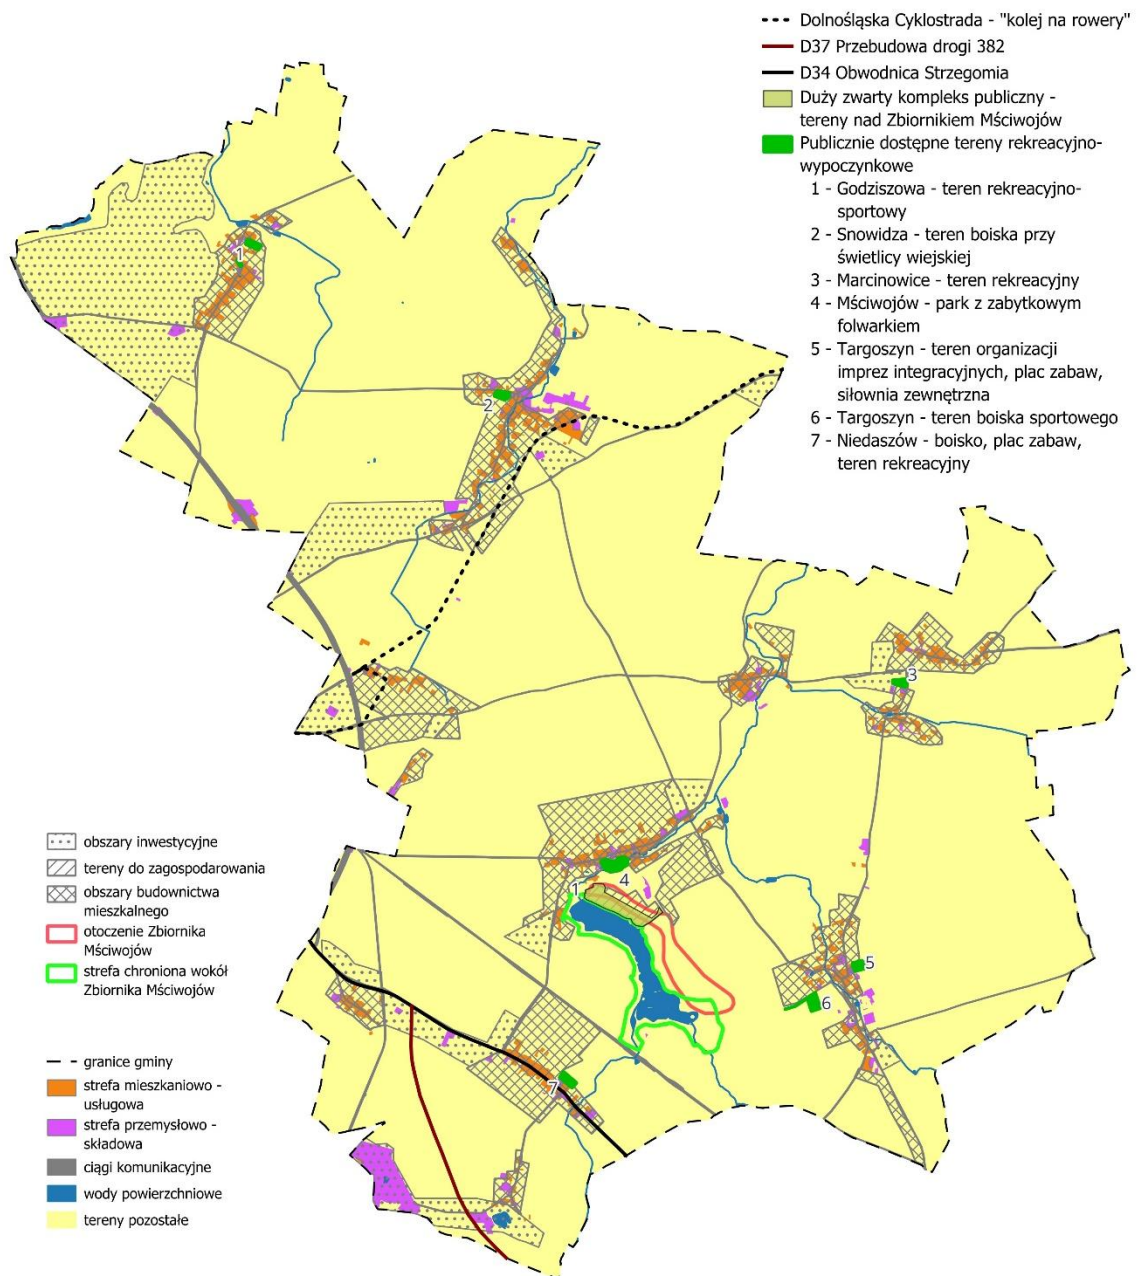 Dolnośląska Cyklostrada - "kolej na rowery"
D37 Przebudowa drogi 382
D34 Obwodnica Strzegomia
Duży zwarty kompleks publiczny -
tereny nad Zbiornikiem Mściwojów
Publicznie dostępne tereny rekreacyjno-
wypoczynkowe
1 - Godziszowa - teren rekreacyjno-
sportowy
2 - Snowidza - teren boiska przy
świetlicy wiejskiej
3 - Marcinowice - teren rekreacyjny
4 - Mściwojów - park z zabytkowym
folwarkiem
5 - Targoszyn - teren organizacji
imprez integracyjnych, plac zabaw,
siłownia zewnętrzna
6 - Targoszyn - teren boiska sportowego
7 - Niedaszów - boisko, plac zabaw,
teren rekreacyjny
1
2
3
4
1
5
6
7
obszary inwestycyjne
tereny do zagospodarowania
obszary budownictwa
mieszkalnego
otoczenie Zbiornika
Mściwojów
strefa chroniona wokół
Zbiornika Mściwojów
granice gminy
strefa mieszkaniowo -
usługowa
strefa przemysłowo -
składowa
ciągi komunikacyjne
wody powierzchniowe
tereny pozostałe